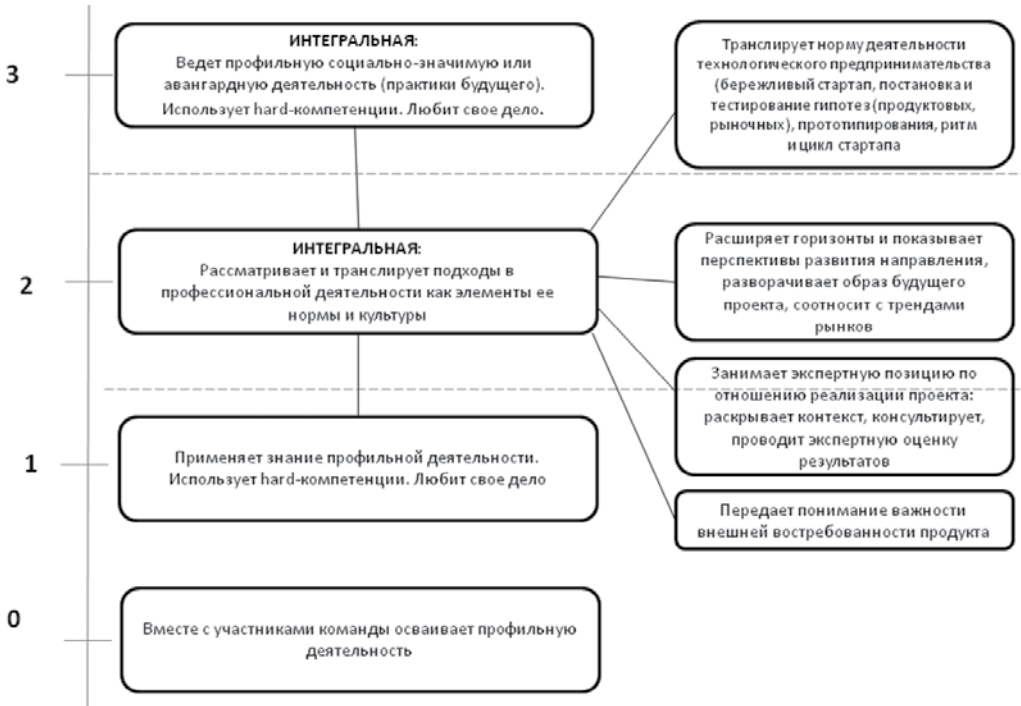 3
ИНТЕГРАЛЬНАЯ:
Ведет профильную социально-значимую или
авангардную деятельность (практики будущего).
Использует hard-компетенции. Любит свое дело.
Транслирует норму деятельности
технологического предпринимательства
(бережливый стартап, постановка и
тестирование гипотез (продуктовых,
рыночных), прототипирования, ритм
и цикл стартапа
2
ИНТЕГРАЛЬНАЯ:
Рассматривает и транслирует подходы в
профессиональной деятельности как элементы ее
нормы и культуры
Расширяет горизонты и показывает
перспективы развития направления,
разворачивает образ будущего
проекта, соотносит с трендами
рынков
Занимает экспертную позицию по
отношению реализации проекта:
раскрывает контекст, консультирует,
проводит экспертную оценку
результатов
Передает понимание важности
внешней востребованности продукта
1
Применяет знание профильной деятельности.
Использует hard-компетенции. Любит свое дело
0
Вместе с участниками команды осваивает профильную
деятельность